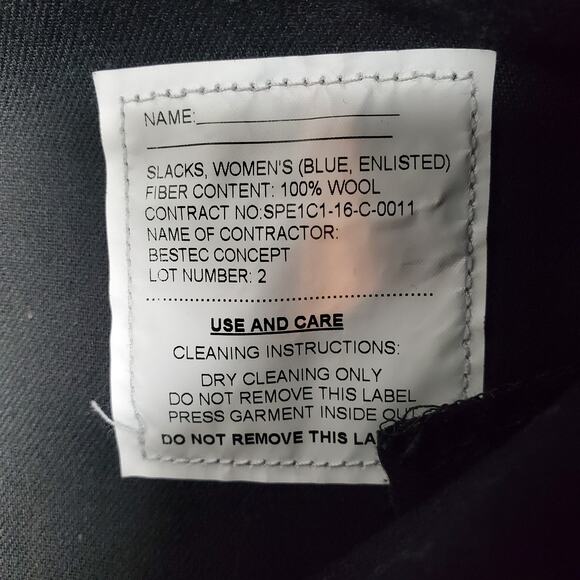 NAME:
SLACKS, WOMEN'S (BLUE, ENLISTED)
FIBER CONTENT: 100% WOOL
CONTRACT NO:SPE1C1-16-C-0011
NAME OF CONTRACTOR:
BESTEC CONCEPT
LOT NUMBER: 2
USE AND CARE
CLEANING INSTRUCTIONS:
DRY CLEANING ONLY
DO NOT REMOVE THIS LABEL
PRESS GARMENT INSIDE OUT
DO NOT REMOVE THIS LA